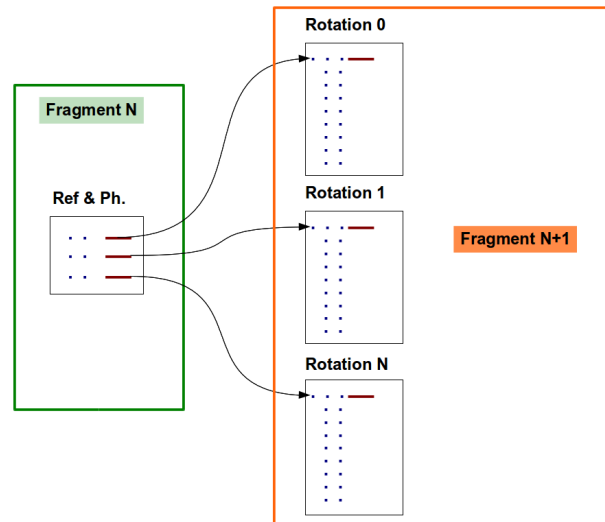 Rotation 0
Fragment N
Ref & Ph.
Rotation 1
Fragment N+1
Rotation N